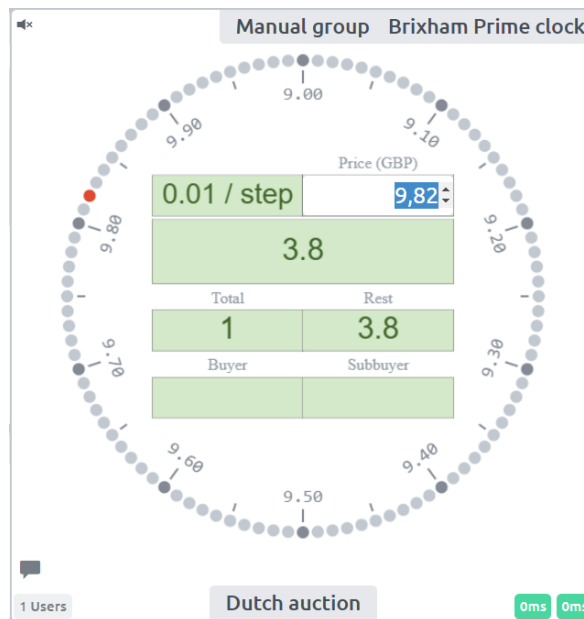 Manual group Brixham Prime clock
9.00
9.90
9.10
Price (GBP)
0.01 / step
9,82
9.80
9.20
3.8
Total
Rest
1
3.8
9.70
Buyer
Subbuyer
9.30
9.60
9.40
9.50
1 Users
Dutch auction
0ms
0ms